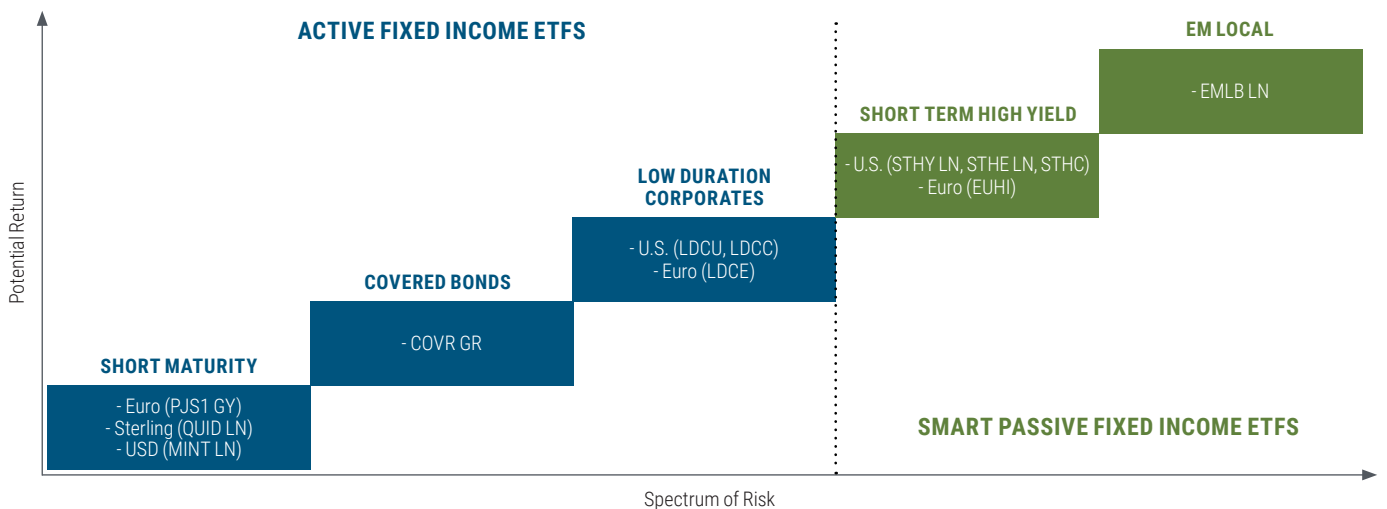 ACTIVE FIXED INCOME ETFS
EM LOCAL
- EMLB LN
SHORT TERM HIGH YIELD
- U.S. (STHY LN, STHE LN, STHC)
- Euro (EUHI)
LOW DURATION
CORPORATES
- U.S. (LDCU, LDCC)
- Euro (LDCE)
COVERED BONDS
- COVR GR
SHORT MATURITY
- Euro (PJS1 GY)
- Sterling (QUID LN)
- USD (MINT LN)
SMART PASSIVE FIXED INCOME ETFS
Potential Return
Spectrum of Risk